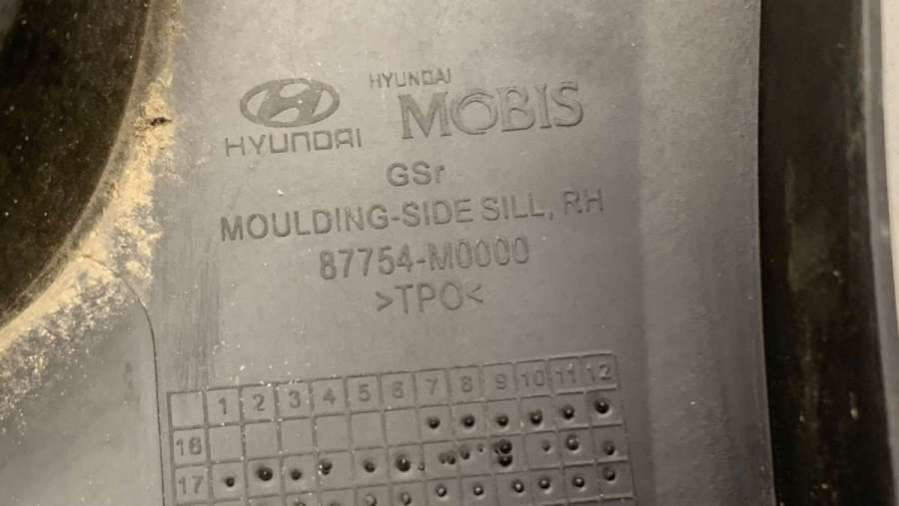 HYUNDAI
HYUNDAI MOBIS
GSr
MOULDING-SIDE SILL, RH
87754-M0000
>TPO<
1 2 3 4 5 6 7 8 9 10 11 12
16
17